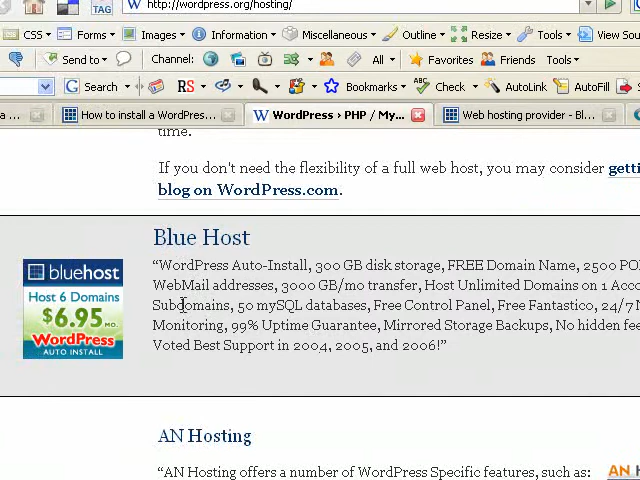 http://wordpress.org/hosting/
CSS Forms Images Information Miscellaneous Outline Resize Tools View Sou
TAG
Send to Channel: All Favourites Friends Tools
Search RS Bookmarks Check AutoLink AutoFill
a ... How to install a WordPres... WordPress › PHP / My... Web hosting provider - Bl...
time.
If you don't need the flexibility of a full web host, you may consider getti
blog on WordPress.com.
Blue Host
“WordPress Auto-Install, 300 GB disk storage, FREE Domain Name, 2500 PO
WebMail addresses, 3000 GB/mo transfer, Host Unlimited Domains on 1 Acco
Subdomains, 50 mySQL databases, Free Control Panel, Free Fantastico, 24/7 N
Monitoring, 99% Uptime Guarantee, Mirrored Storage Backups, No hidden fee
Voted Best Support in 2004, 2005, and 2006!”
bluehost
Host 6 Domains
$6.95 MO.
WordPress
AUTO INSTALL
AN Hosting
“AN Hosting offers a number of WordPress Specific features, such as:
AN H